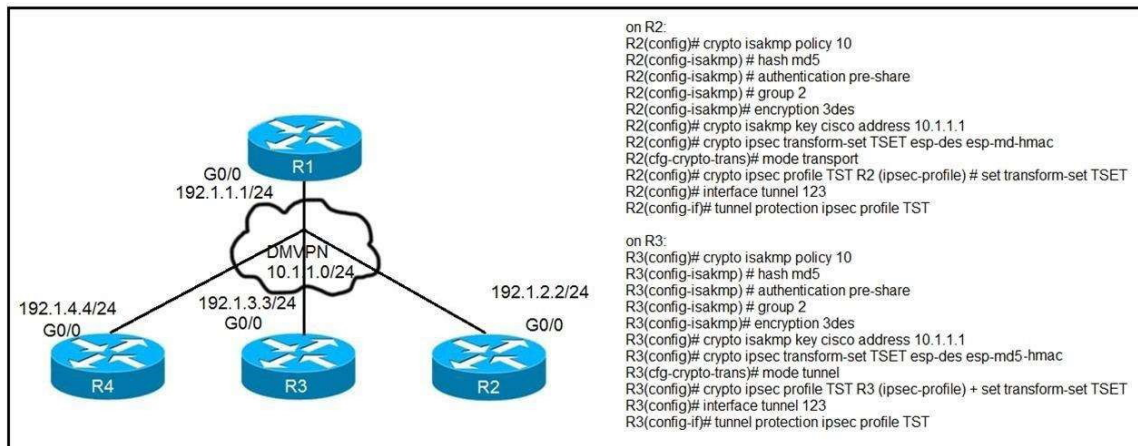 R1
G0/0
192.1.1.1/24
DMVPN
10.1.1.0/24
192.1.4.4/24
G0/0
192.1.3.3/24
G0/0
192.1.2.2/24
G0/0
R4
R3
R2
on R2:
R2(config)# crypto isakmp policy 10
R2(config-isakmp) # hash md5
R2(config-isakmp) # authentication pre-share
R2(config-isakmp) # group 2
R2(config-isakmp)# encryption 3des
R2(config)# crypto isakmp key cisco address 10.1.1.1
R2(config)# crypto ipsec transform-set TSET esp-des esp-md-hmac
R2(cfg-crypto-trans)# mode transport
R2(config)# crypto ipsec profile TST R2 (ipsec-profile) # set transform-set TSET
R2(config)# interface tunnel 123
R2(config-if)# tunnel protection ipsec profile TST
on R3:
R3(config)# crypto isakmp policy 10
R3(config-isakmp) # hash md5
R3(config-isakmp) # authentication pre-share
R3(config-isakmp) # group 2
R3(config-isakmp)# encryption 3des
R3(config)# crypto isakmp key cisco address 10.1.1.1
R3(config)# crypto ipsec transform-set TSET esp-des esp-md5-hmac
R3(cfg-crypto-trans)# mode tunnel
R3(config)# crypto ipsec profile TST R3 (ipsec-profile) + set transform-set TSET
R3(config)# interface tunnel 123
R3(config-if)# tunnel protection ipsec profile TST